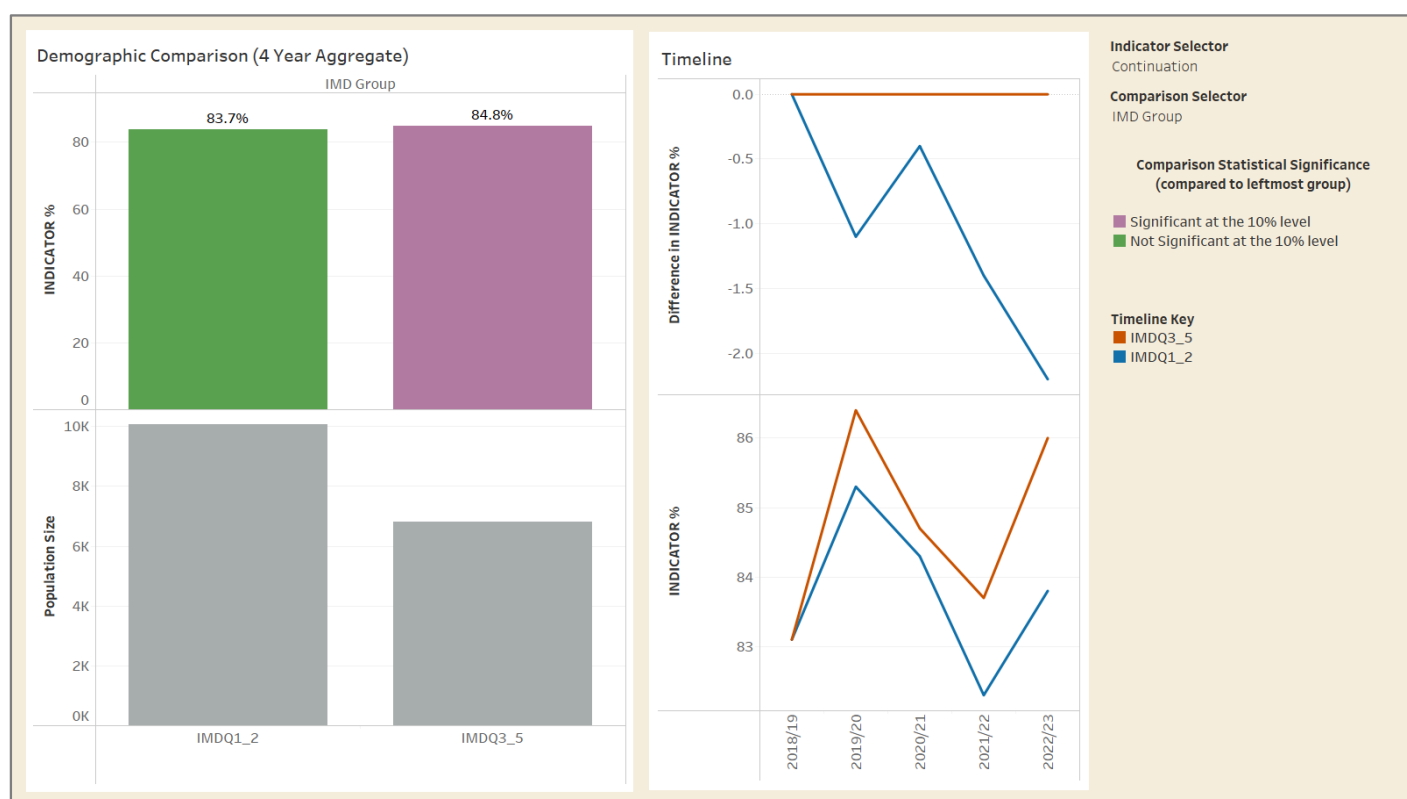 Demographic Comparison (4 Year Aggregate)
IMD Group
83.7%
84.8%
INDICATOR %
80
60
40
20
0
Population Size
10K
8K
6K
4K
2K
0K
IMDQ1_2
IMDQ3_5
Timeline
Difference in INDICATOR %
0.0
-0.5
-1.0
-1.5
-2.0
INDICATOR %
86
85
84
83
2018/19
2019/20
2020/21
2021/22
2022/23
Indicator Selector
Continuation
Comparison Selector
IMD Group
Comparison Statistical Significance
(compared to leftmost group)
Significant at the 10% level
Not Significant at the 10% level
Timeline Key
IMDQ3_5
IMDQ1_2